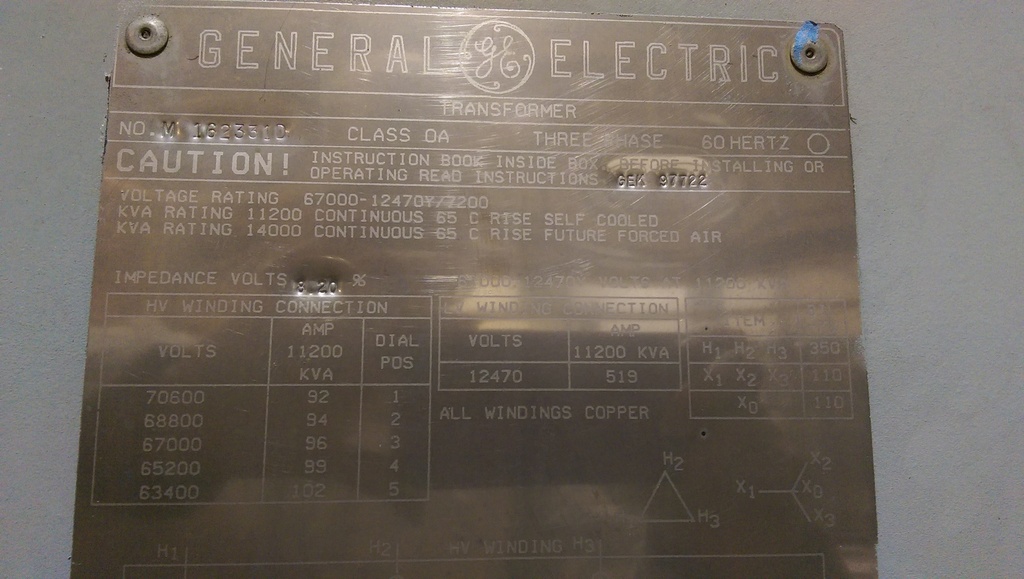 GENERAL GE ELECTRIC
TRANSFORMER
NO. M 162331D CLASS OA THREE PHASE 60 HERTZ
CAUTION! INSTRUCTION BOOK INSIDE BOX BEFORE INSTALLING OR
OPERATING READ INSTRUCTIONS GEK 97722
VOLTAGE RATING 67000-12470Y/7200
KVA RATING 11200 CONTINUOUS 65 C RISE SELF COOLED
KVA RATING 14000 CONTINUOUS 65 C RISE FUTURE FORCED AIR
IMPEDANCE VOLTS 8.20 %
HV WINDING CONNECTION
VOLTS AMP 11200 KVA DIAL POS
70600 92 1
68800 94 2
67000 96 3
65200 99 4
63400 102 5
LV WINDING CONNECTION
VOLTS AMP 11200 KVA
12470 519
ALL WINDINGS COPPER
H1 H2 H3 350
X1 X2 X3 110
X0 110
H2
H3
X2
X1 X0
X3
H1 H2 HV WINDING H3